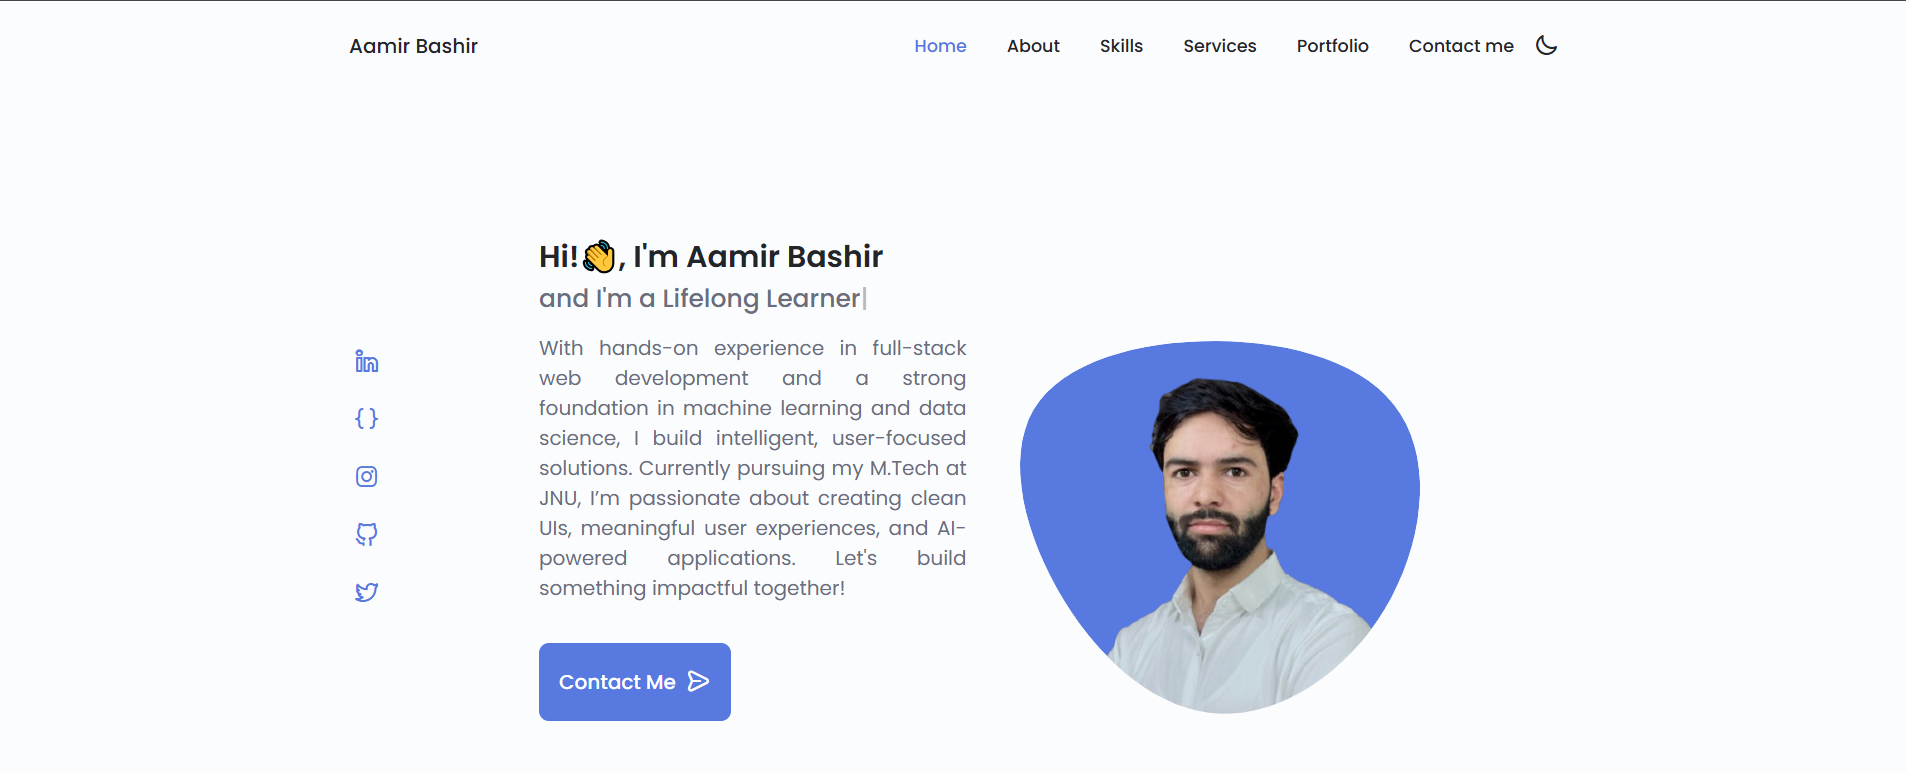 Aamir Bashir
Home About Skills Services Portfolio Contact me
Hi!👋, I'm Aamir Bashir
and I'm a Lifelong Learner|
With hands-on experience in full-stack
web development and a strong
foundation in machine learning and data
science, I build intelligent, user-focused
solutions. Currently pursuing my M.Tech at
JNU, I’m passionate about creating clean
UIs, meaningful user experiences, and AI-
powered applications. Let's build
something impactful together!
Contact Me